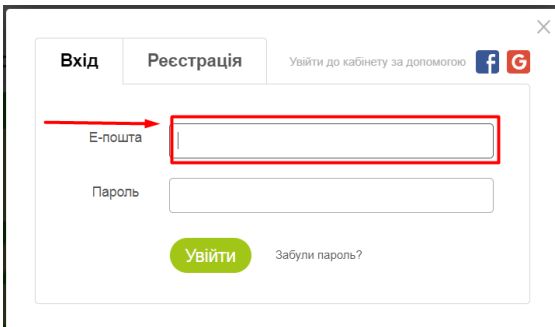 Вхід
Реєстрація
Увійти до кабінету за допомогою
f
G
Е-пошта
Пароль
Увійти
Забули пароль?